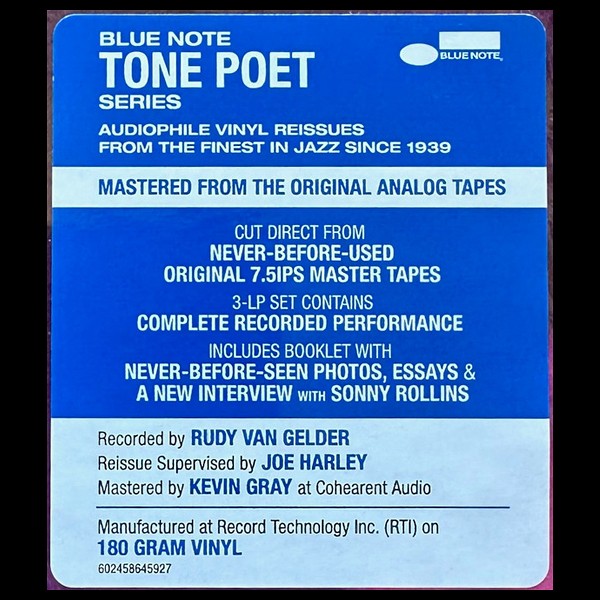 BLUE NOTE
TONE POET
SERIES
BLUE NOTE
AUDIOPHILE VINYL REISSUES
FROM THE FINEST IN JAZZ SINCE 1939
MASTERED FROM THE ORIGINAL ANALOG TAPES
CUT DIRECT FROM
NEVER-BEFORE-USED
ORIGINAL 7.5IPS MASTER TAPES
3-LP SET CONTAINS
COMPLETE RECORDED PERFORMANCE
INCLUDES BOOKLET WITH
NEVER-BEFORE-SEEN PHOTOS, ESSAYS &
A NEW INTERVIEW WITH SONNY ROLLINS
Recorded by RUDY VAN GELDER
Reissue Supervised by JOE HARLEY
Mastered by KEVIN GRAY at Cohearent Audio
Manufactured at Record Technology Inc. (RTI) on
180 GRAM VINYL
602458645927